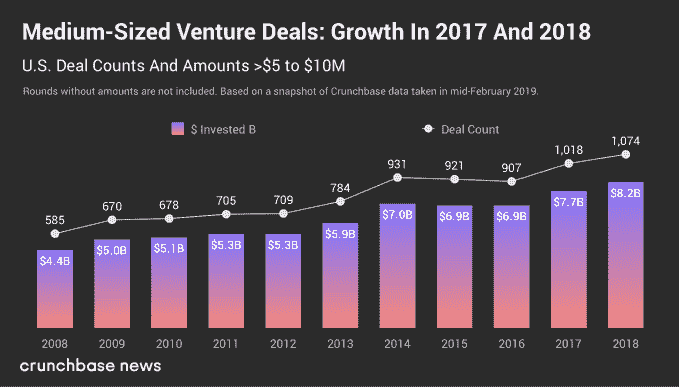 Medium-Sized Venture Deals: Growth In 2017 And 2018
U.S. Deal Counts And Amounts >$5 to $10M
Rounds without amounts are not included. Based on a snapshot of Crunchbase data taken in mid-February 2019.
$ Invested B Deal Count
585 670 678 705 709 784 931 921 907 1,018 1,074
$4.4B $5.0B $5.1B $5.3B $5.3B $5.9B $7.0B $6.9B $6.9B $7.7B $8.2B
2008 2009 2010 2011 2012 2013 2014 2015 2016 2017 2018
crunchbase news